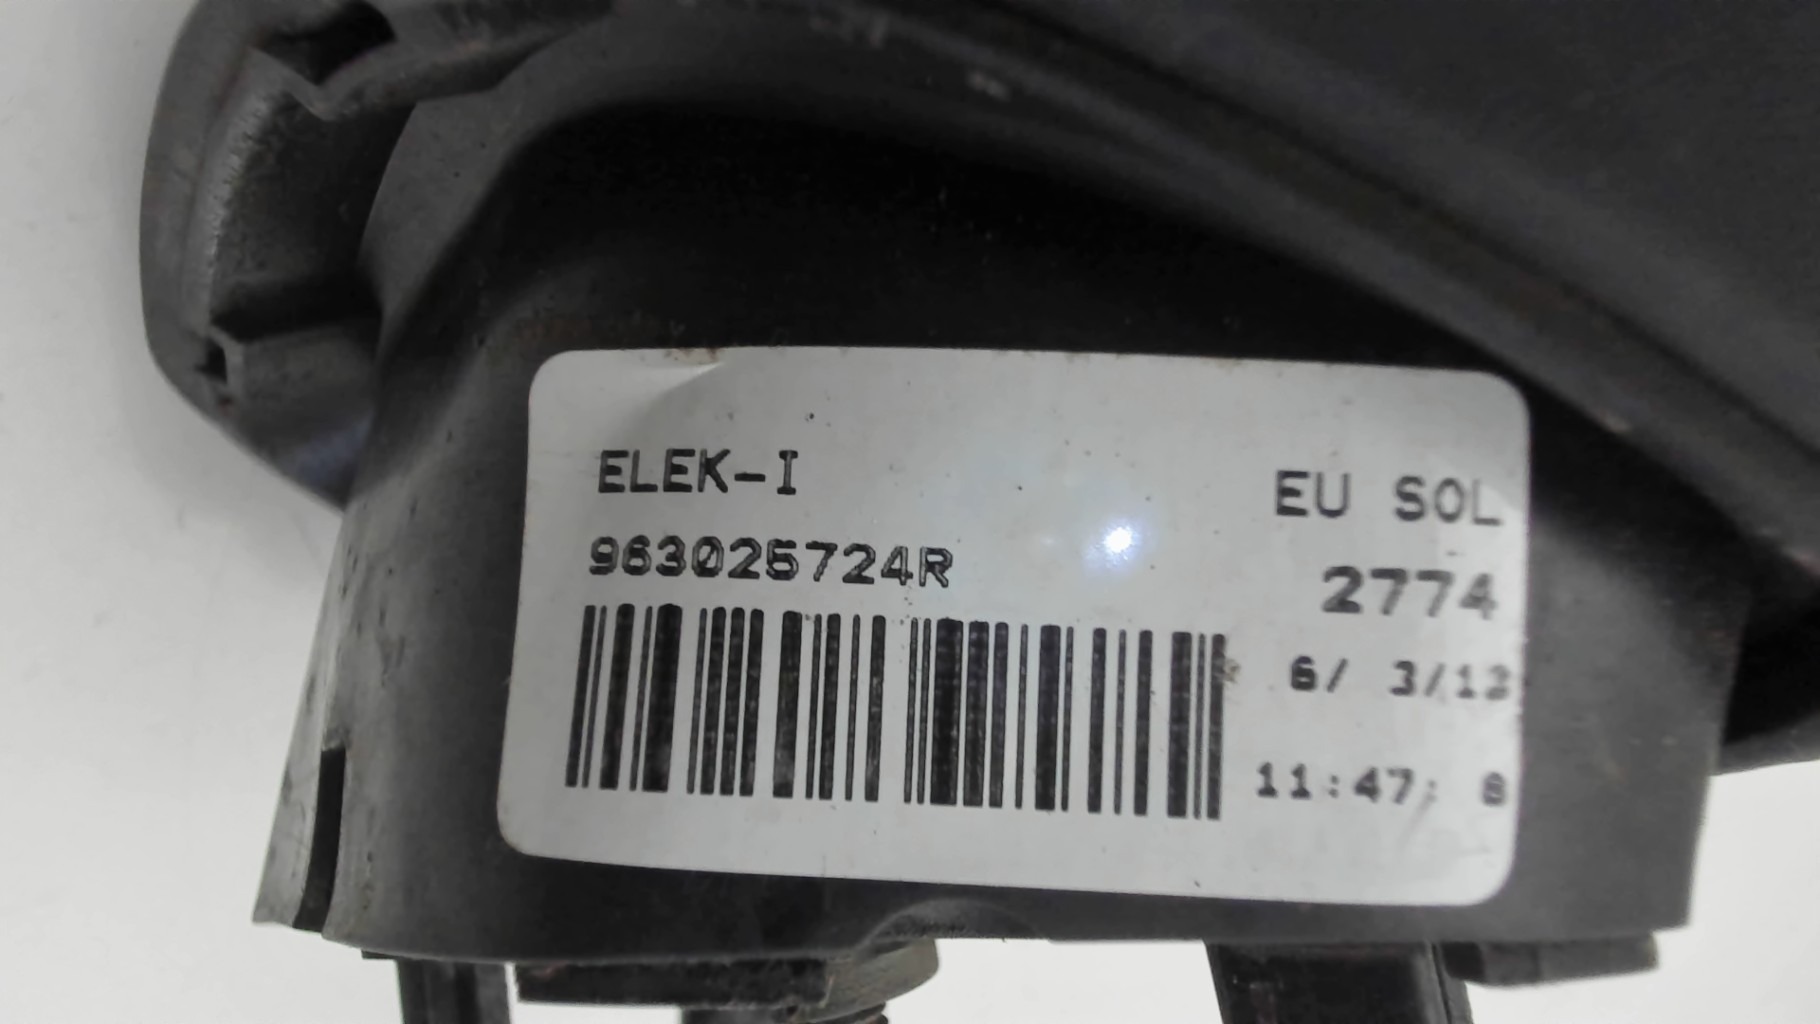 ELEK-I
EU SOL
963025724R
2774
6/ 3/12
11:47: 8